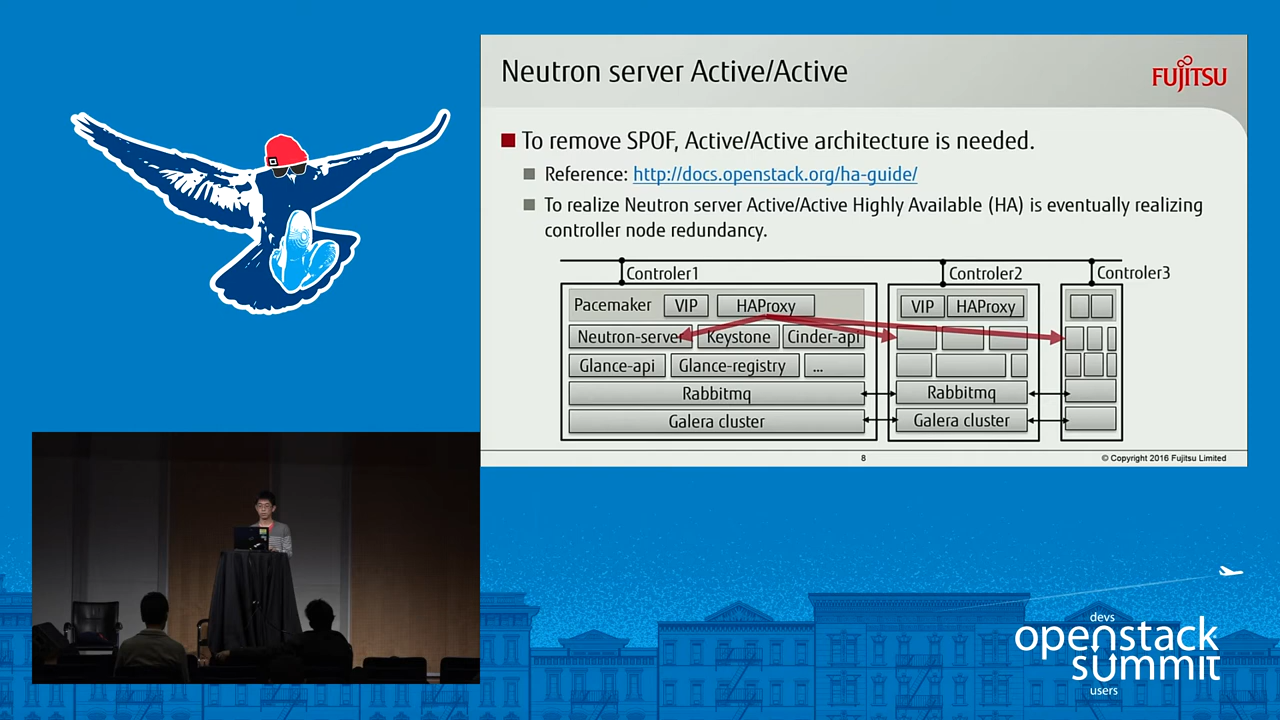 Neutron server Active/Active
FUJITSU
To remove SPOF, Active/Active architecture is needed.
Reference: http://docs.openstack.org/ha-guide/
To realize Neutron server Active/Active Highly Available (HA) is eventually realizing
controller node redundancy.
Controler1
Controler2
Controler3
Pacemaker
VIP
HAProxy
VIP
HAProxy
Neutron-server
Keystone
Cinder-api
Glance-api
Glance-registry
...
Rabbitmq
Rabbitmq
Galera cluster
Galera cluster
8
© Copyright 2016 Fujitsu Limited
devs
openstack
summit
users